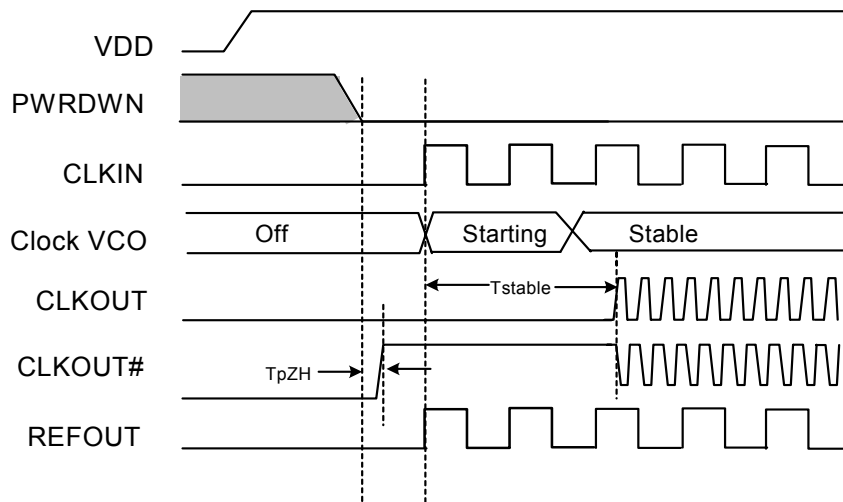 VDD
PWRDWN
CLKIN
Clock VCO Off Starting Stable
CLKOUT Tstable
CLKOUT# TpZH
REFOUT